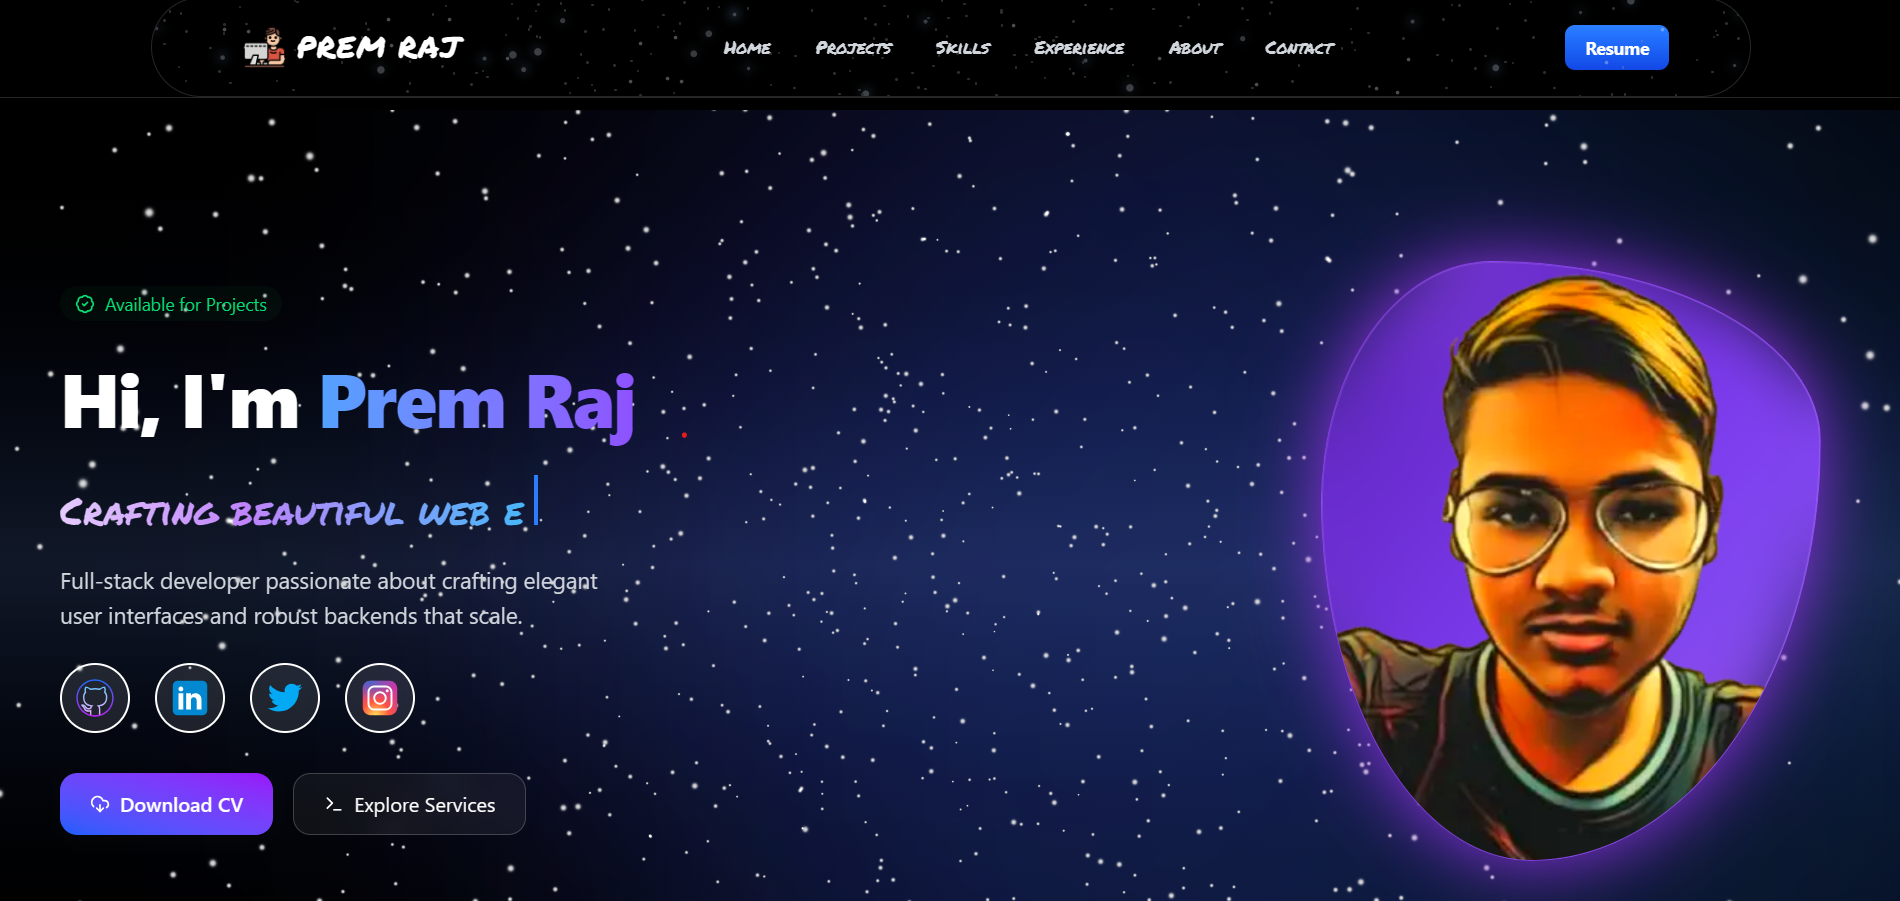 PREM RAJ
Home Projects Skills Experience About Contact
Resume
Available for Projects
Hi, I'm Prem Raj
Crafting beautiful web e
Full-stack developer passionate about crafting elegant
user interfaces and robust backends that scale.
in
Download CV
Explore Services